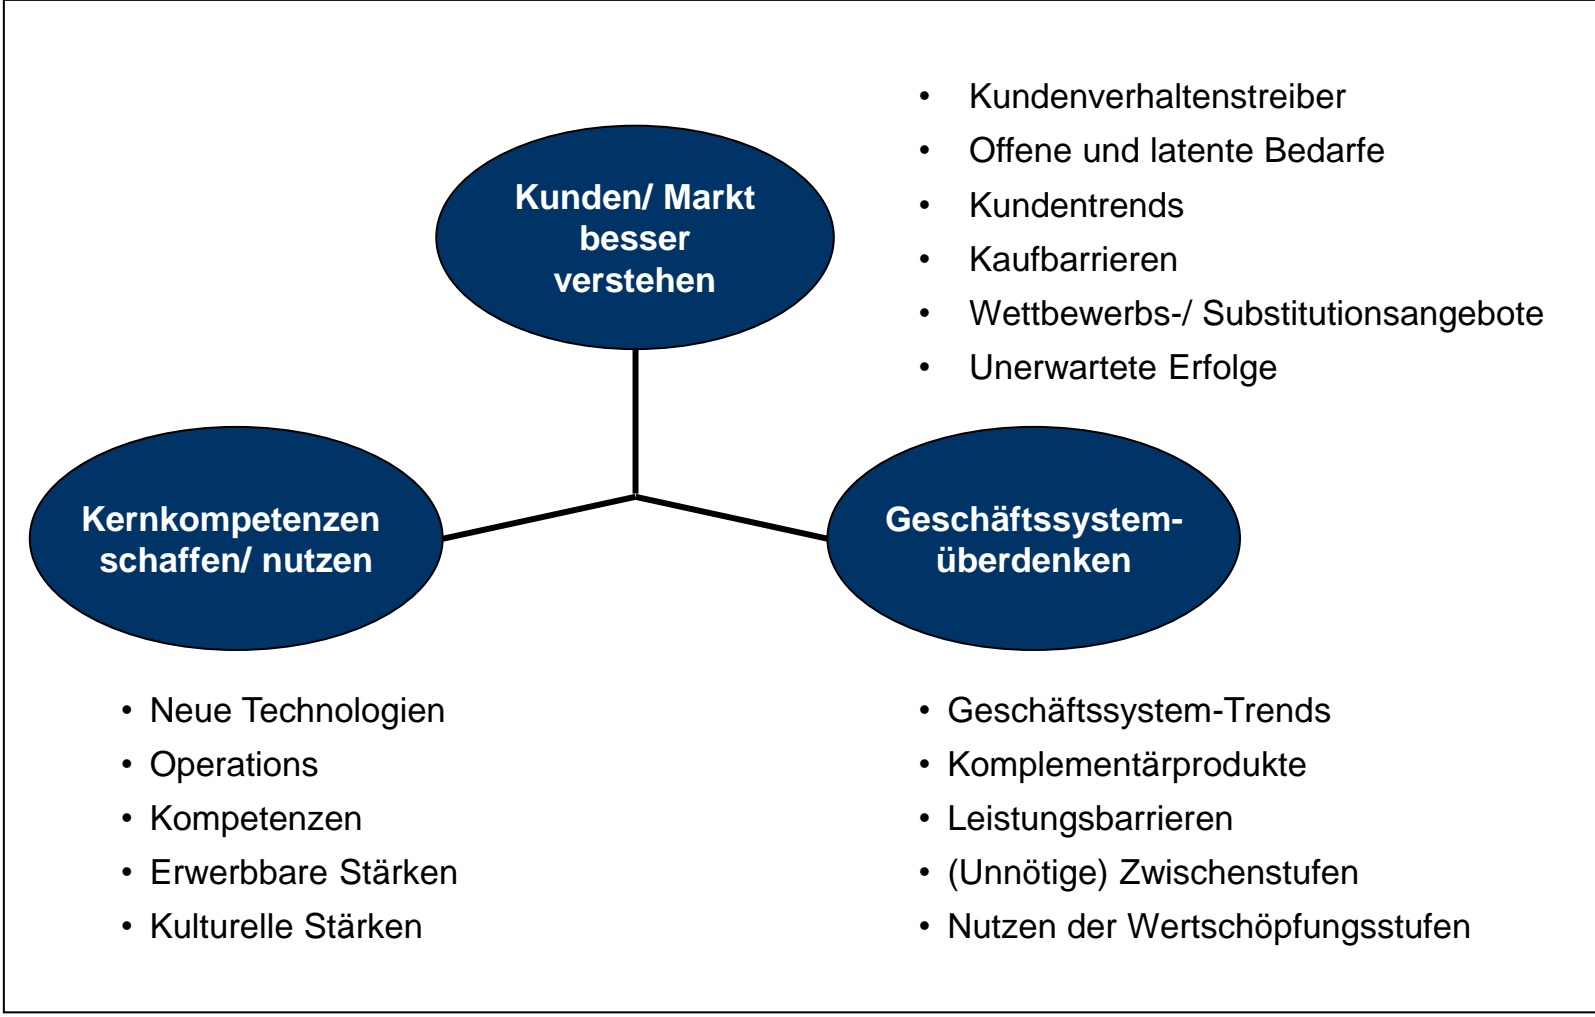 Kunden/ Markt
besser
verstehen
• Kundenverhaltenstreiber
• Offene und latente Bedarfe
• Kundentrends
• Kaufbarrieren
• Wettbewerbs-/ Substitutionsangebote
• Unerwartete Erfolge
Kernkompetenzen
schaffen/ nutzen
• Neue Technologien
• Operations
• Kompetenzen
• Erwerbbare Stärken
• Kulturelle Stärken
Geschäftssystem-
überdenken
• Geschäftssystem-Trends
• Komplementärprodukte
• Leistungsbarrieren
• (Unnötige) Zwischenstufen
• Nutzen der Wertschöpfungsstufen